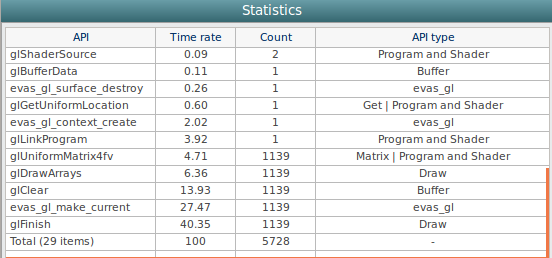 Statistics
API Time rate Count API type
glShaderSource 0.09 2 Program and Shader
glBufferData 0.11 1 Buffer
evas_gl_surface_destroy 0.26 1 evas_gl
glGetUniformLocation 0.60 1 Get | Program and Shader
evas_gl_context_create 2.02 1 evas_gl
glLinkProgram 3.92 1 Program and Shader
glUniformMatrix4fv 4.71 1139 Matrix | Program and Shader
glDrawArrays 6.36 1139 Draw
glClear 13.93 1139 Buffer
evas_gl_make_current 27.47 1139 evas_gl
glFinish 40.35 1139 Draw
Total (29 items) 100 5728 -